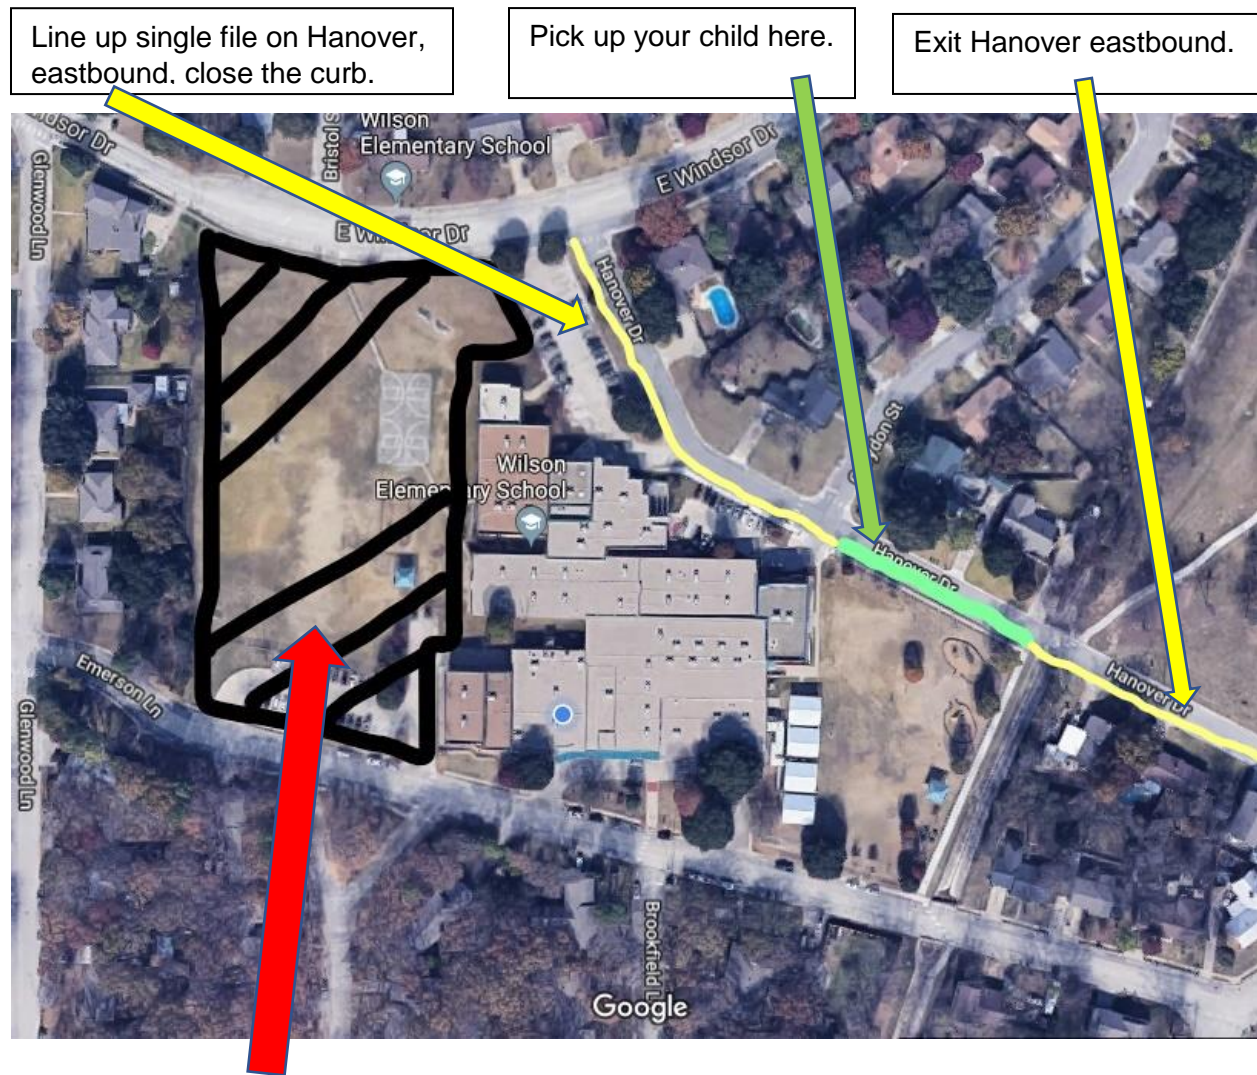 Line up single file on Hanover,
eastbound, close the curb.
Pick up your child here.
Exit Hanover eastbound.
Wilson
Elementary School
E Windsor Dr
E Windsor Dr
Glenwood Ln
Hanover Dr
Wilson
Elementary School
Hanover Dr
Emerson Ln
Hanover Dr
Glenwood Ln
Google